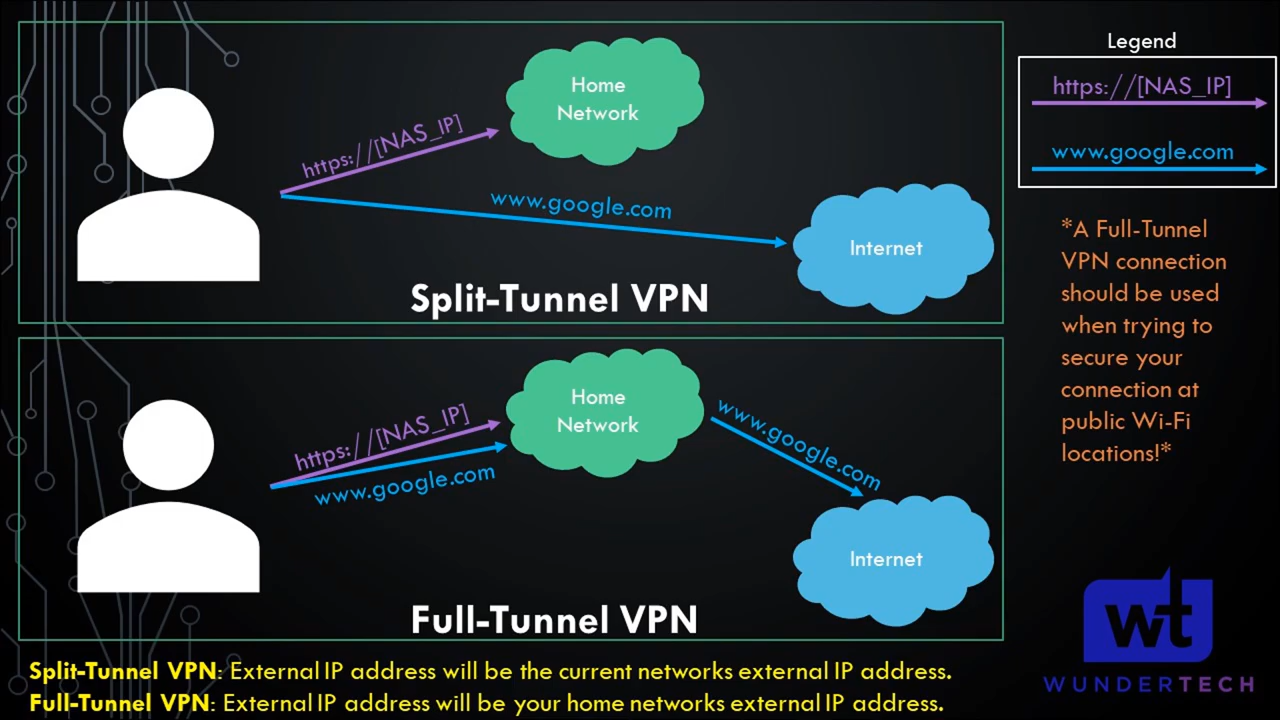 Legend
https://[NAS_IP]
www.google.com
Home
Network
https://[NAS_IP]
www.google.com
Internet
Split-Tunnel VPN
*A Full-Tunnel
VPN connection
should be used
when trying to
secure your
connection at
public Wi-Fi
locations!*
Home
Network
https://[NAS_IP]
www.google.com
www.google.com
Internet
Full-Tunnel VPN
Split-Tunnel VPN: External IP address will be the current networks external IP address.
Full-Tunnel VPN: External IP address will be your home networks external IP address.
wt
WUNDERTECH